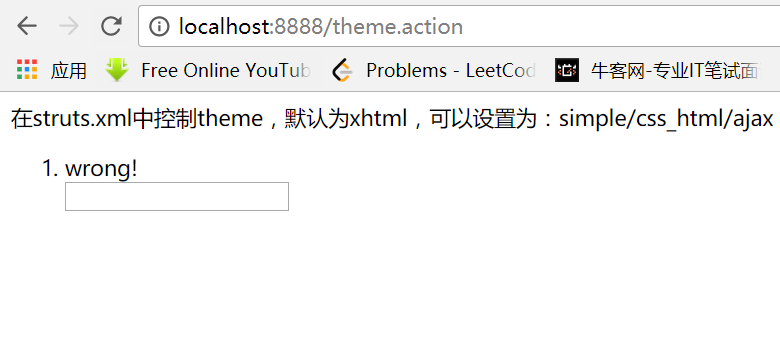 localhost:8888/theme.action
应用 Free Online YouTub Problems - LeetCod 牛客网-专业IT笔试面
在struts.xml中控制theme，默认为xhtml，可以设置为：simple/css_html/ajax
1. wrong!